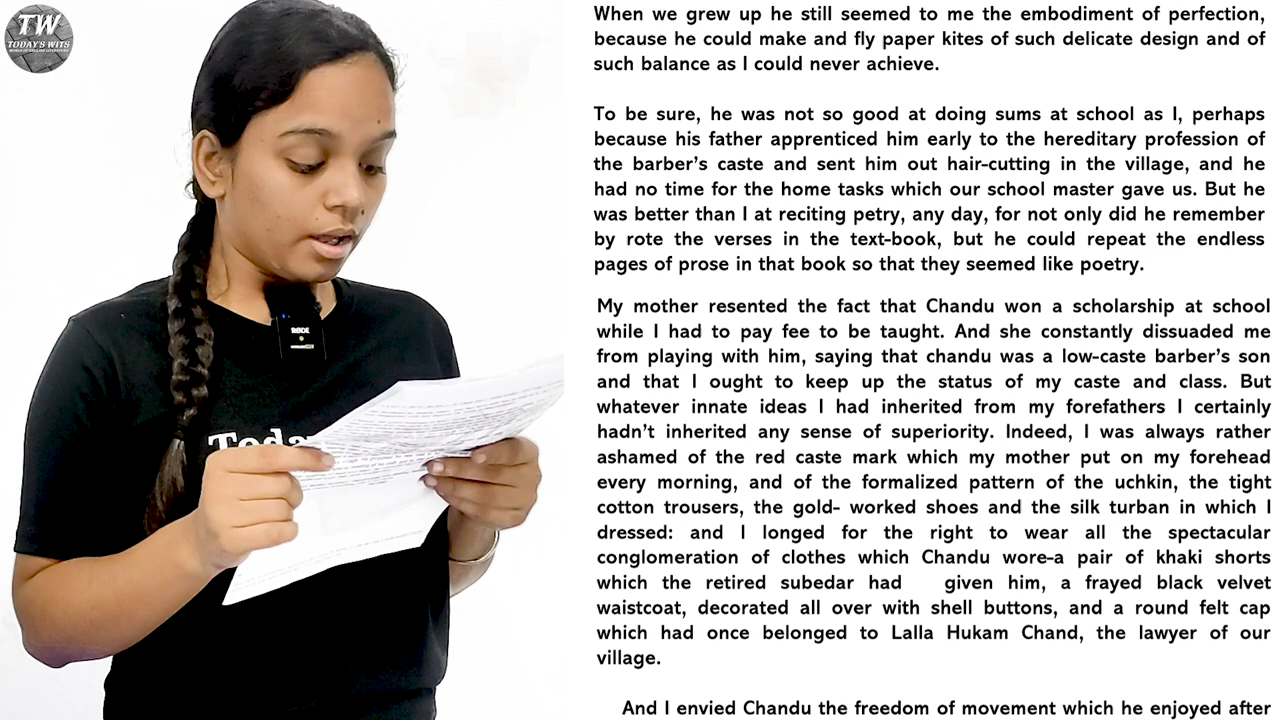 TW
TODAY'S WITS
When we grew up he still seemed to me the embodiment of perfection,
because he could make and fly paper kites of such delicate design and of
such balance as I could never achieve.
To be sure, he was not so good at doing sums at school as I, perhaps
because his father apprenticed him early to the hereditary profession of
the barber's caste and sent him out hair-cutting in the village, and he
had no time for the home tasks which our school master gave us. But he
was better than I at reciting petry, any day, for not only did he remember
by rote the verses in the text-book, but he could repeat the endless
pages of prose in that book so that they seemed like poetry.
My mother resented the fact that Chandu won a scholarship at school
while I had to pay fee to be taught. And she constantly dissuaded me
from playing with him, saying that chandu was a low-caste barber's son
and that I ought to keep up the status of my caste and class. But
whatever innate ideas I had inherited from my forefathers I certainly
hadn't inherited any sense of superiority. Indeed, I was always rather
ashamed of the red caste mark which my mother put on my forehead
every morning, and of the formalized pattern of the uchkin, the tight
cotton trousers, the gold- worked shoes and the silk turban in which I
dressed: and I longed for the right to wear all the spectacular
conglomeration of clothes which Chandu wore-a pair of khaki shorts
which the retired subedar had given him, a frayed black velvet
waistcoat, decorated all over with shell buttons, and a round felt cap
which had once belonged to Lalla Hukam Chand, the lawyer of our
village.
And I envied Chandu the freedom of movement which he enjoyed after
RØDE
Toda